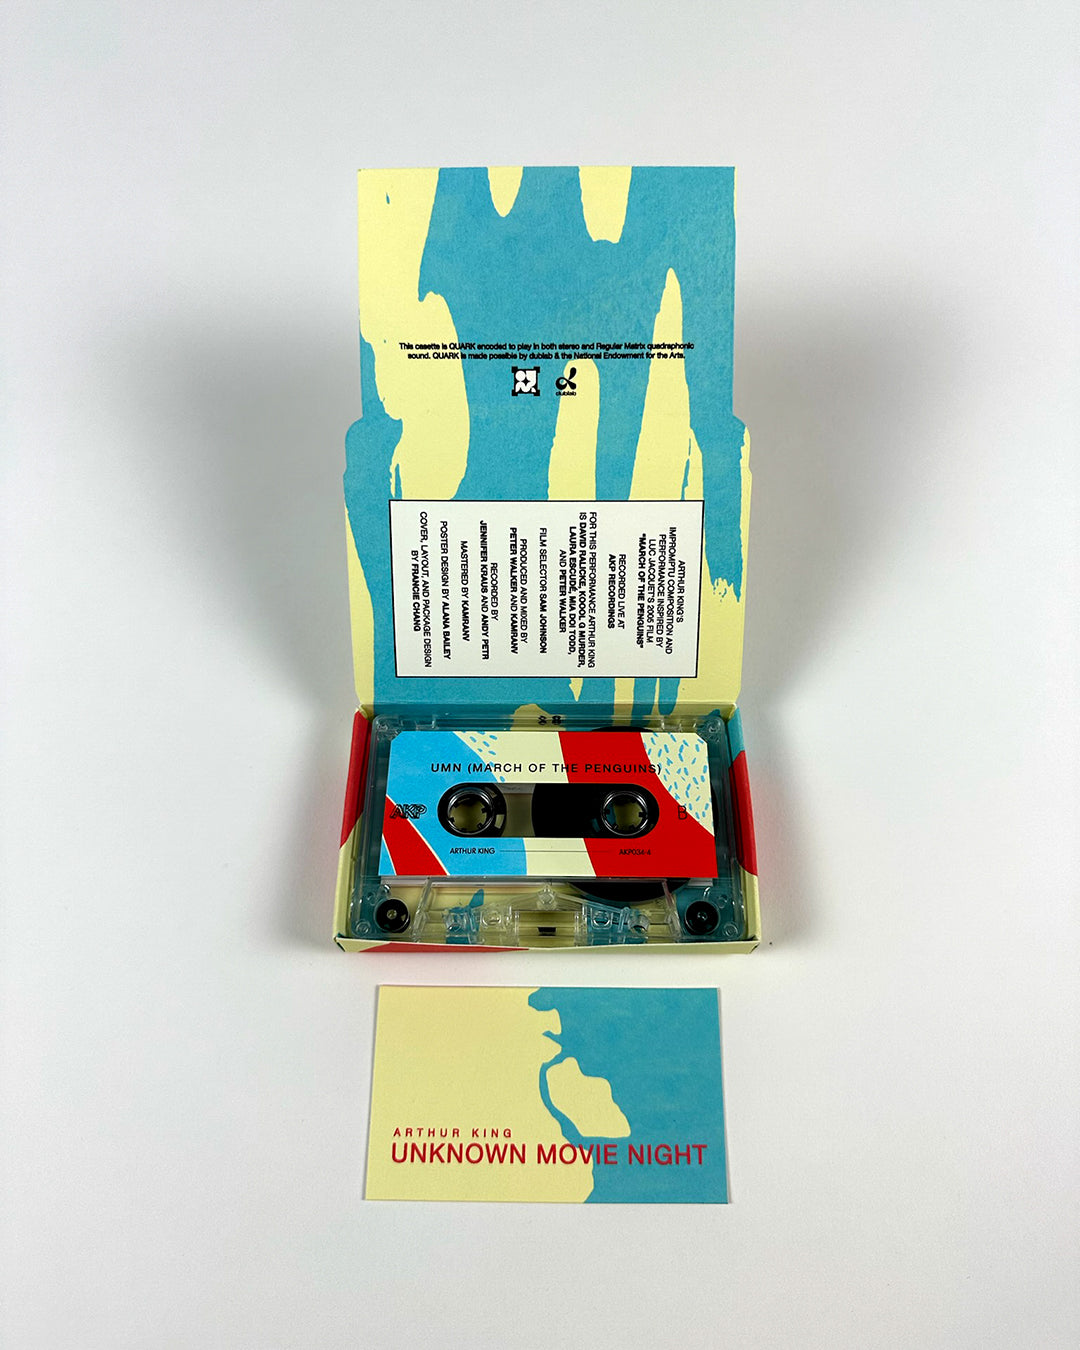 This casette is QUARK encoded to play in both stereo and Regular Matrix quadraphonic
sound. QUARK is made possible by dublab & the National Endowment for the Arts.
dublab
ARTHUR KING'S
IMPROMPTU COMPOSITION AND
PERFORMANCE INSPIRED BY
LUC JACQUET'S 2005 FILM
"MARCH OF THE PENGUINS"
RECORDED LIVE AT
AKP RECORDINGS
FOR THIS PERFORMANCE ARTHUR KING
IS DAVID RALICKE, KOOOL G MURDER,
LAURA ESCUDÉ, MIA DOI TODD,
AND PETER WALKER
FILM SELECTOR SAM JOHNSON
PRODUCED AND MIXED BY
PETER WALKER AND KAMRANV
RECORDED BY
JENNIFER KRAUS AND ANDY PETR
MASTERED BY KAMRANV
POSTER DESIGN BY ALANA BAILEY
COVER, LAYOUT, AND PACKAGE DESIGN
BY FRANCIE CHANG
UMN (MARCH OF THE PENGUINS)
AKP
B
ARTHUR KING
AKP034-4
ARTHUR KING
UNKNOWN MOVIE NIGHT